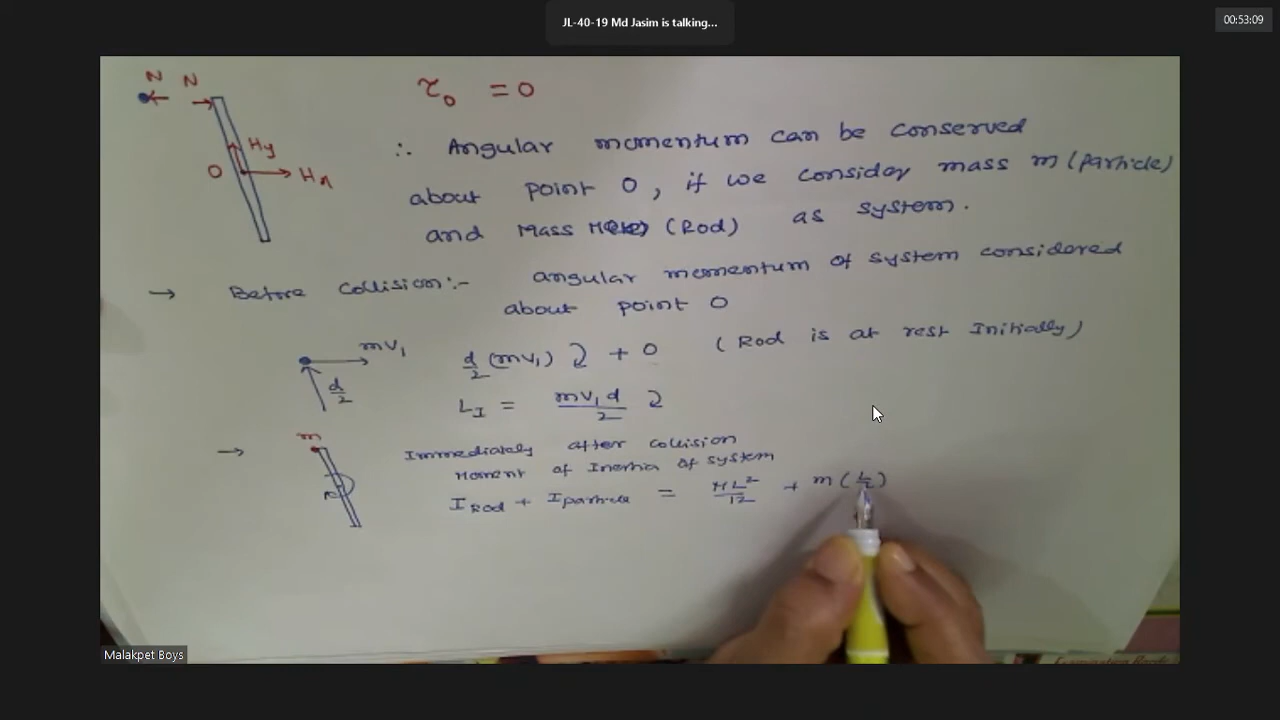 JL-40-19 Md Jasim is talking...
00:53:09
N N
τ₀ = 0
Hy
O Hx
∴ Angular momentum can be conserved
about point O, if we consider mass m (particle)
and Mass M (Rod) as system.
→ Before collision:- angular momentum of system considered
about point O
mv₁ d/2 (mv₁) ⤸ + 0 (Rod is at rest Initially)
d/2
L_I = mv₁d/2 ⤸
→ m Immediately after collision
Moment of Inertia of system
I Rod + I particle = ML²/12 + m(L/2)
Malakpet Boys